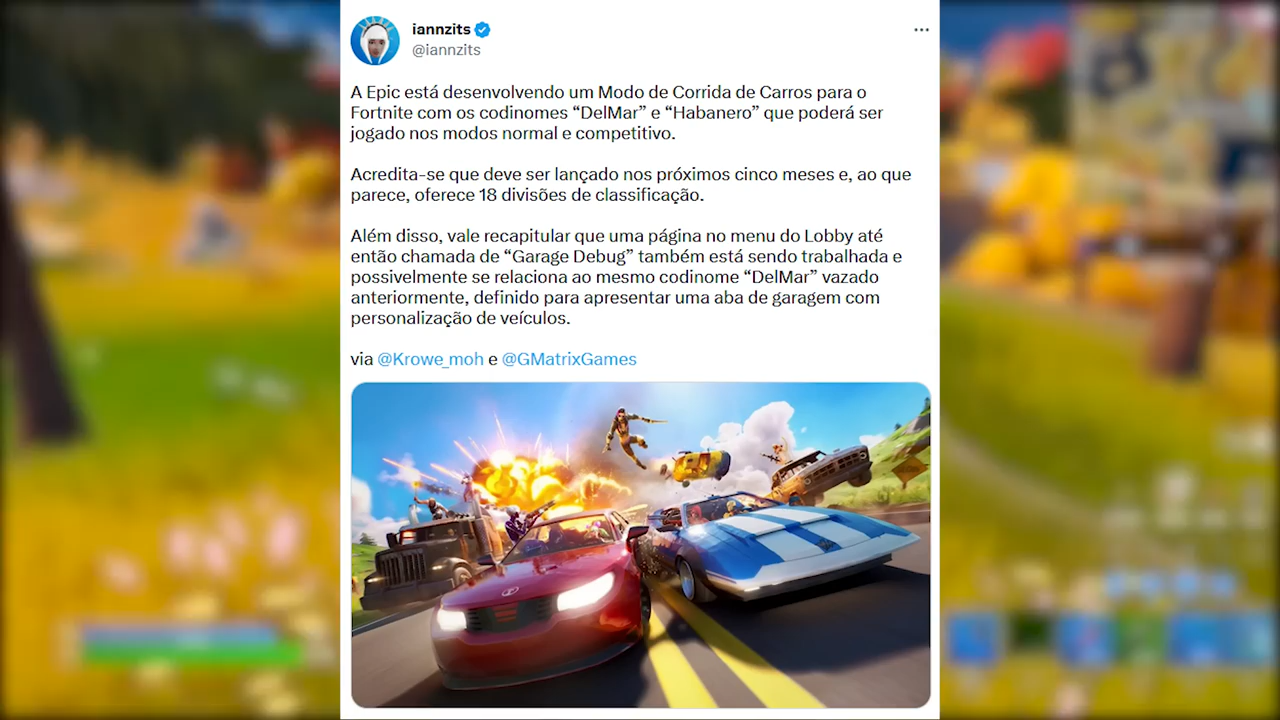 iannzits
@iannzits
A Epic está desenvolvendo um Modo de Corrida de Carros para o
Fortnite com os codinomes “DelMar” e “Habanero” que poderá ser
jogado nos modos normal e competitivo.
Acredita-se que deve ser lançado nos próximos cinco meses e, ao que
parece, oferece 18 divisões de classificação.
Além disso, vale recapitular que uma página no menu do Lobby até
então chamada de “Garage Debug” também está sendo trabalhada e
possivelmente se relaciona ao mesmo codinome “DelMar” vazado
anteriormente, definido para apresentar uma aba de garagem com
personalização de veículos.
via @Krowe_moh e @GMatrixGames